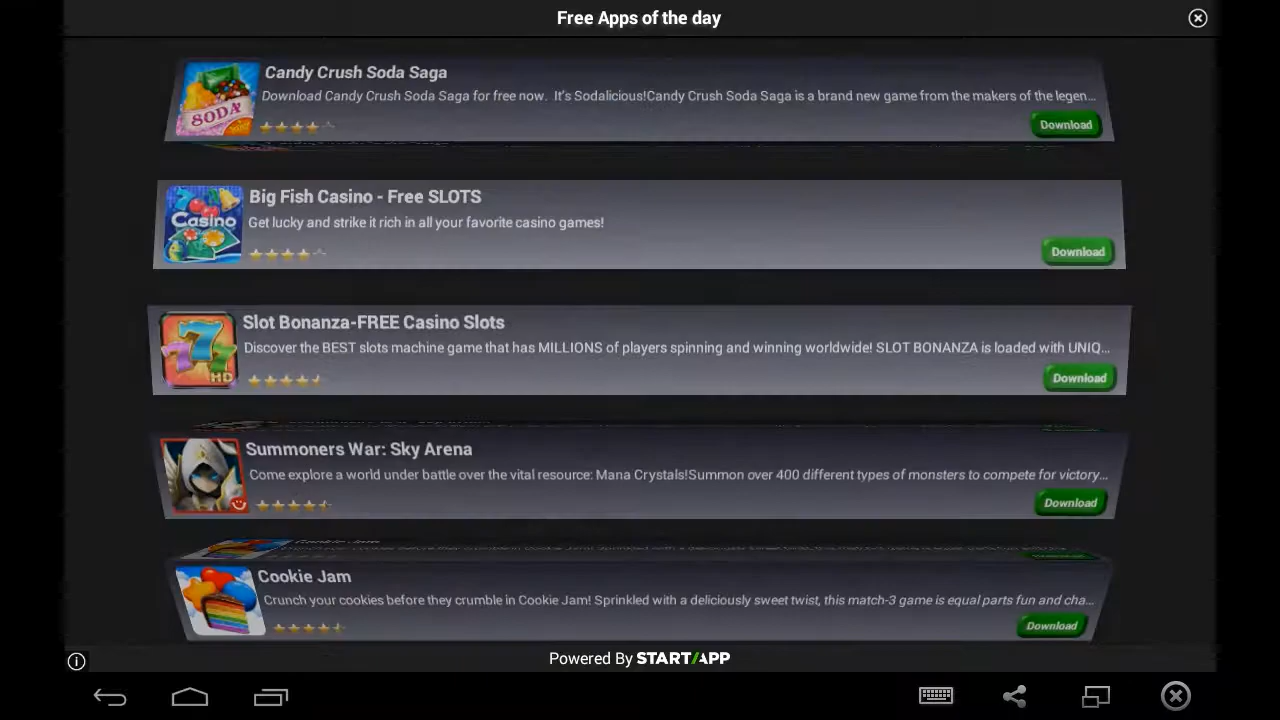 Free Apps of the day
Candy Crush Soda Saga
Download Candy Crush Soda Saga for free now. It's Sodalicious!Candy Crush Soda Saga is a brand new game from the makers of the legen...
SODA
Download
Big Fish Casino - Free SLOTS
Get lucky and strike it rich in all your favorite casino games!
Casino
Download
Slot Bonanza-FREE Casino Slots
Discover the BEST slots machine game that has MILLIONS of players spinning and winning worldwide! SLOT BONANZA is loaded with UNIQ...
777
HD
Download
Summoners War: Sky Arena
Come explore a world under battle over the vital resource: Mana Crystals!Summon over 400 different types of monsters to compete for victory...
Download
Cookie Jam
Crunch your cookies before they crumble in Cookie Jam! Sprinkled with a deliciously sweet twist, this match-3 game is equal parts fun and cha...
Download
Powered By START/APP